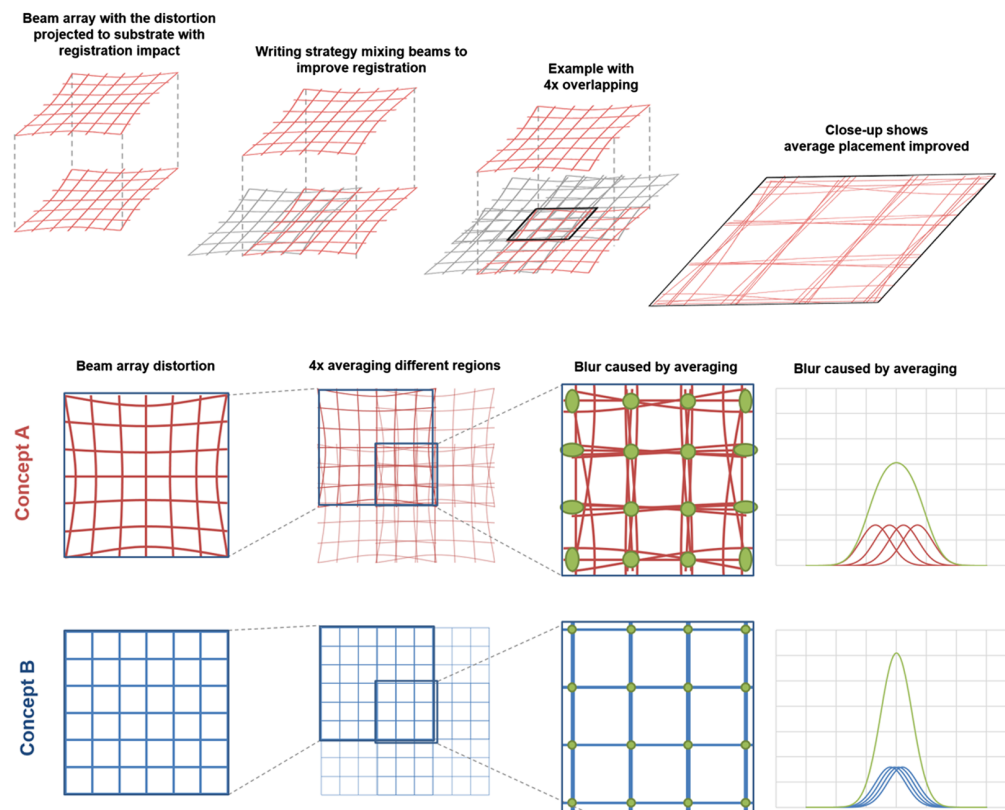 Beam array with the distortion
projected to substrate with
registration impact
Writing strategy mixing beams to
improve registration
Example with
4x overlapping
Close-up shows
average placement improved
Beam array distortion
4x averaging different regions
Blur caused by averaging
Blur caused by averaging
Concept A
Concept B